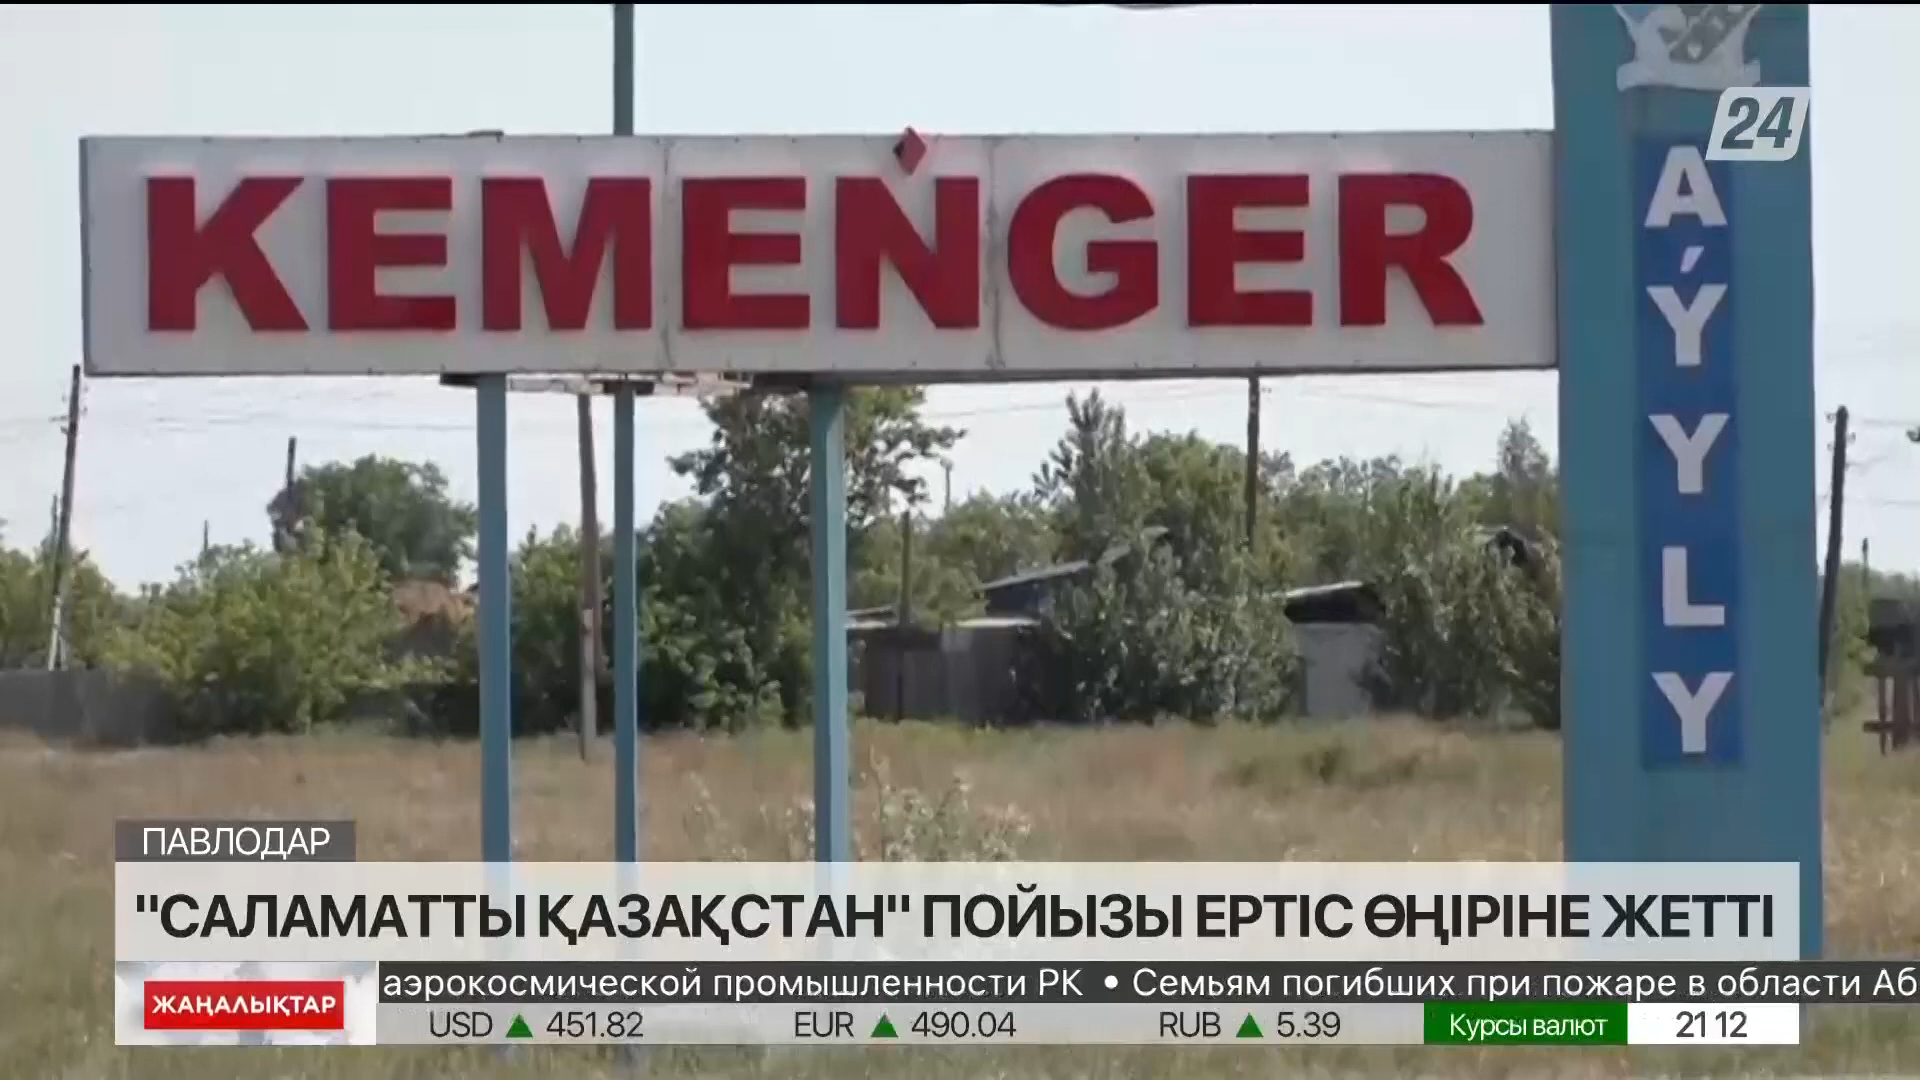 KEMEŃGER
24
AÝYLY
ПАВЛОДАР
"САЛАМАТТЫ ҚАЗАҚСТАН" ПОЙЫЗЫ ЕРТІС ӨҢІРІНЕ ЖЕТТІ
аэрокосмической промышленности РК • Семьям погибших при пожаре в области Аб
ЖАҢАЛЫҚТАР
USD ▲ 451.82 EUR ▲ 490.04 RUB ▲ 5.39 Курсы валют 21 12